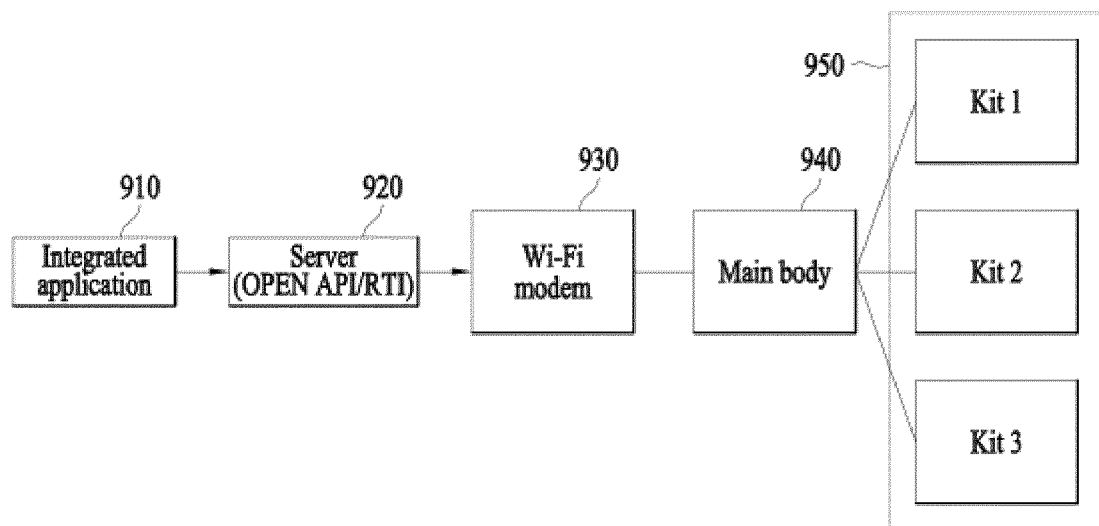 950
Kit 1
910
920
930
940
Integrated
application
Server
(OPEN API/RTI)
Wi-Fi
modem
Main body
Kit 2
Kit 3